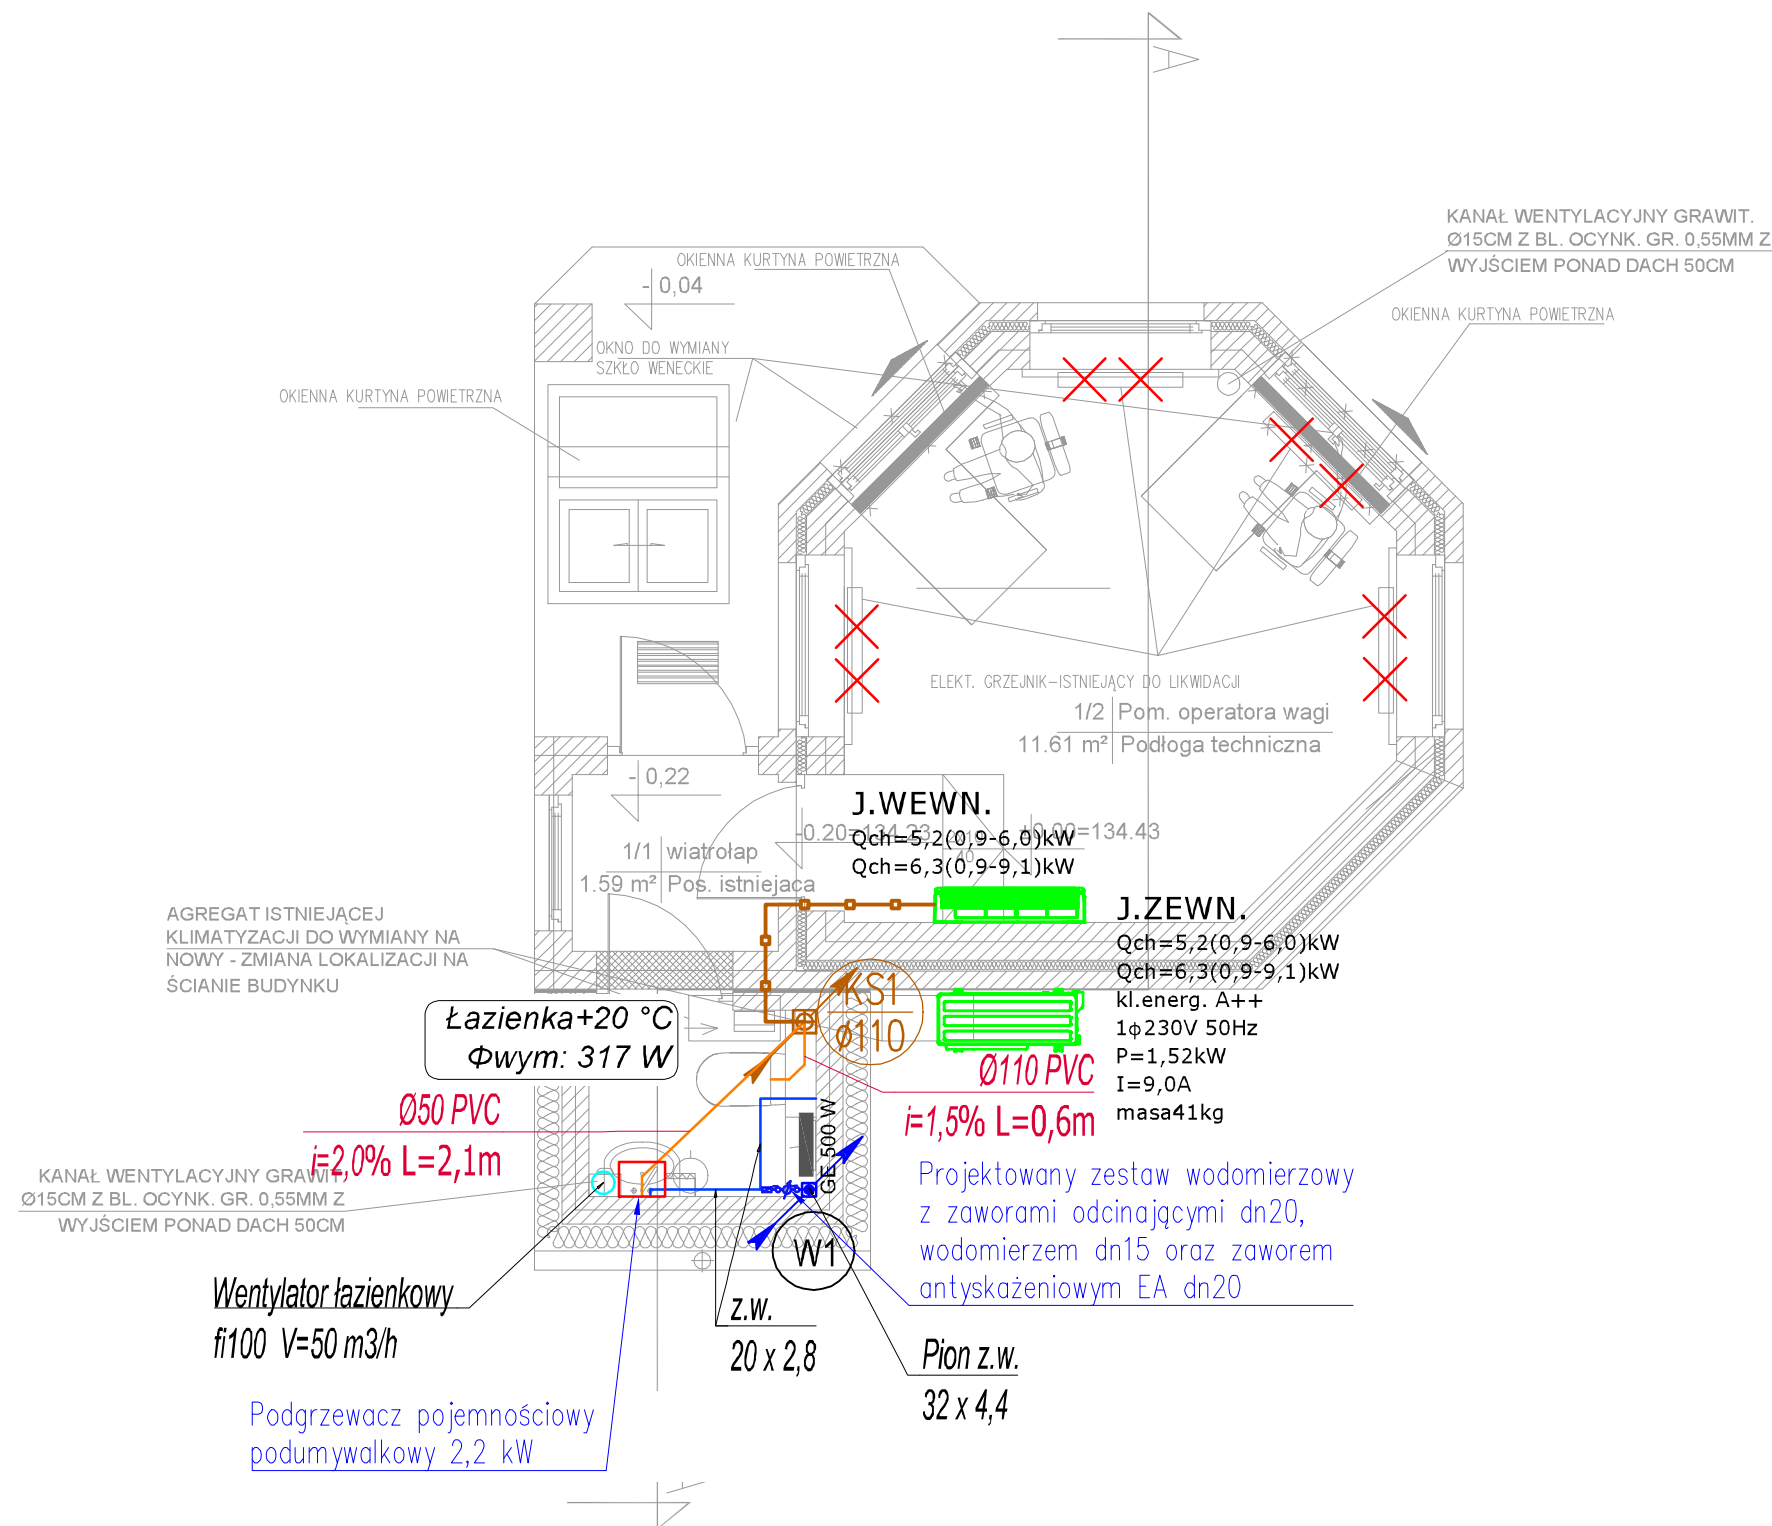 A
KANAŁ WENTYLACYJNY GRAWIT.
Ø15CM Z BL. OCYNK. GR. 0,55MM Z
WYJŚCIEM PONAD DACH 50CM
OKIENNA KURTYNA POWIETRZNA
- 0,04
OKIENNA KURTYNA POWIETRZNA
OKNO DO WYMIANY
SZKŁO WENECKIE
OKIENNA KURTYNA POWIETRZNA
ELEKT. GRZEJNIK-ISTNIEJĄCY DO LIKWIDACJI
1/2 Pom. operatora wagi
11.61 m² Podłoga techniczna
- 0,22
J.WEWN.
-0.20=134.23
±0.00=134.43
Qch=5,2(0,9-6,0)kW
Qch=6,3(0,9-9,1)kW
1/1 wiatrołap
1.59 m² Pos. istniejaca
J.ZEWN.
Qch=5,2(0,9-6,0)kW
Qch=6,3(0,9-9,1)kW
kl.energ. A++
1φ230V 50Hz
P=1,52kW
I=9,0A
masa41kg
AGREGAT ISTNIEJĄCEJ
KLIMATYZACJI DO WYMIANY NA
NOWY - ZMIANA LOKALIZACJI NA
ŚCIANIE BUDYNKU
KS1
ø110
Łazienka+20 °C
Φwym: 317 W
Ø110 PVC
i=1,5% L=0,6m
Ø50 PVC
i=2,0% L=2,1m
GE 500 W
KANAŁ WENTYLACYJNY GRAWIT.
Ø15CM Z BL. OCYNK. GR. 0,55MM Z
WYJŚCIEM PONAD DACH 50CM
Projektowany zestaw wodomierzowy
z zaworami odcinającymi dn20,
wodomierzem dn15 oraz zaworem
antyskażeniowym EA dn20
W1
Wentylator łazienkowy
fi100 V=50 m3/h
z.w.
20 x 2,8
Pion z.w.
32 x 4,4
Podgrzewacz pojemnościowy
podumywalkowy 2,2 kW